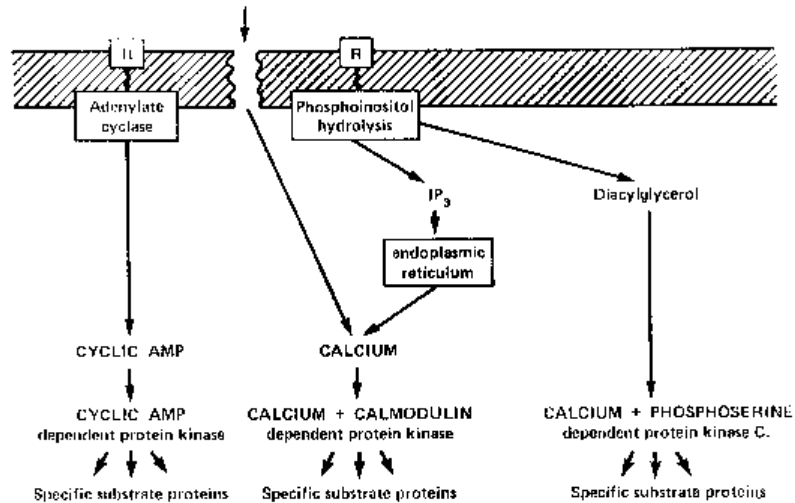 R
Adenylate
cyclase
R
Phosphoinositol
hydrolysis
IP3
Diacylglycerol
endoplasmic
reticulum
CYCLIC AMP
CALCIUM
CYCLIC AMP
dependent protein kinase
CALCIUM + CALMODULIN
dependent protein kinase
CALCIUM + PHOSPHOSERINE
dependent protein kinase C.
Specific substrate proteins
Specific substrate proteins
Specific substrate proteins